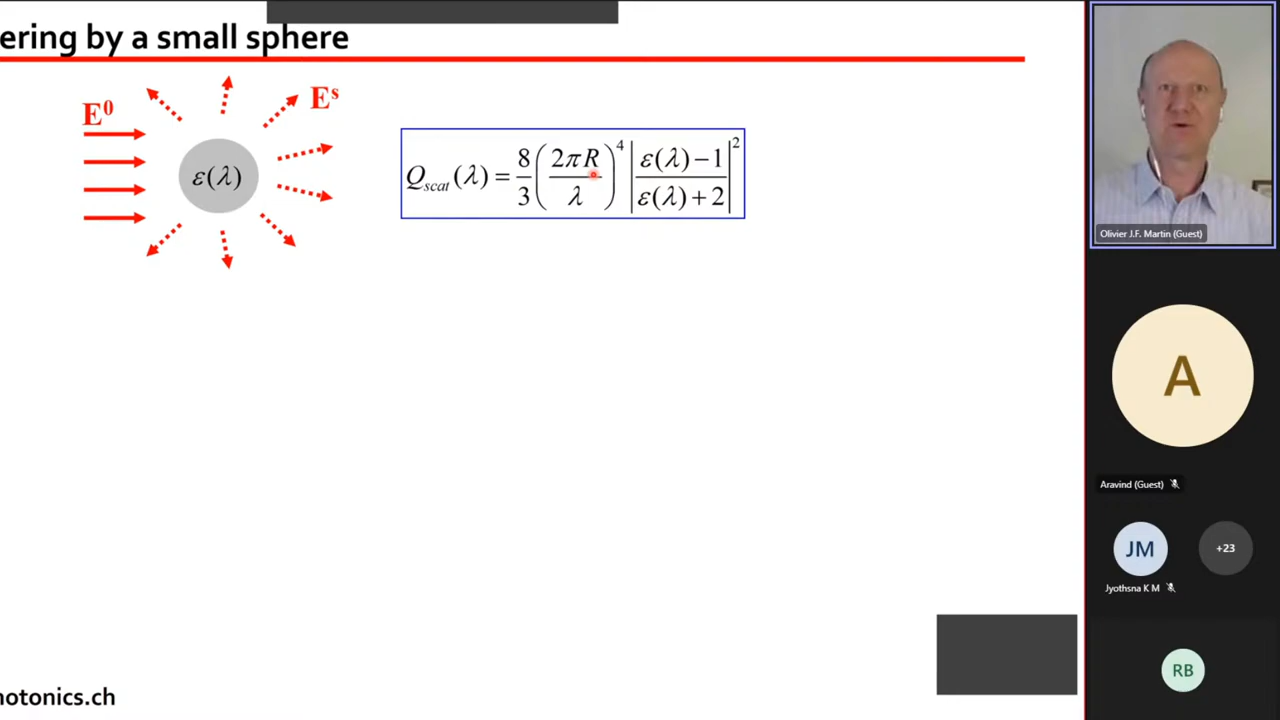 ering by a small sphere
E⁰
Eˢ
ε(λ)
Q_scat(λ) = 8/3 (2πR/λ)⁴ |ε(λ)−1 / ε(λ)+2|²
Olivier J.F. Martin (Guest)
A
Aravind (Guest)
JM
+23
Jyothsna K M
RB
otonics.ch